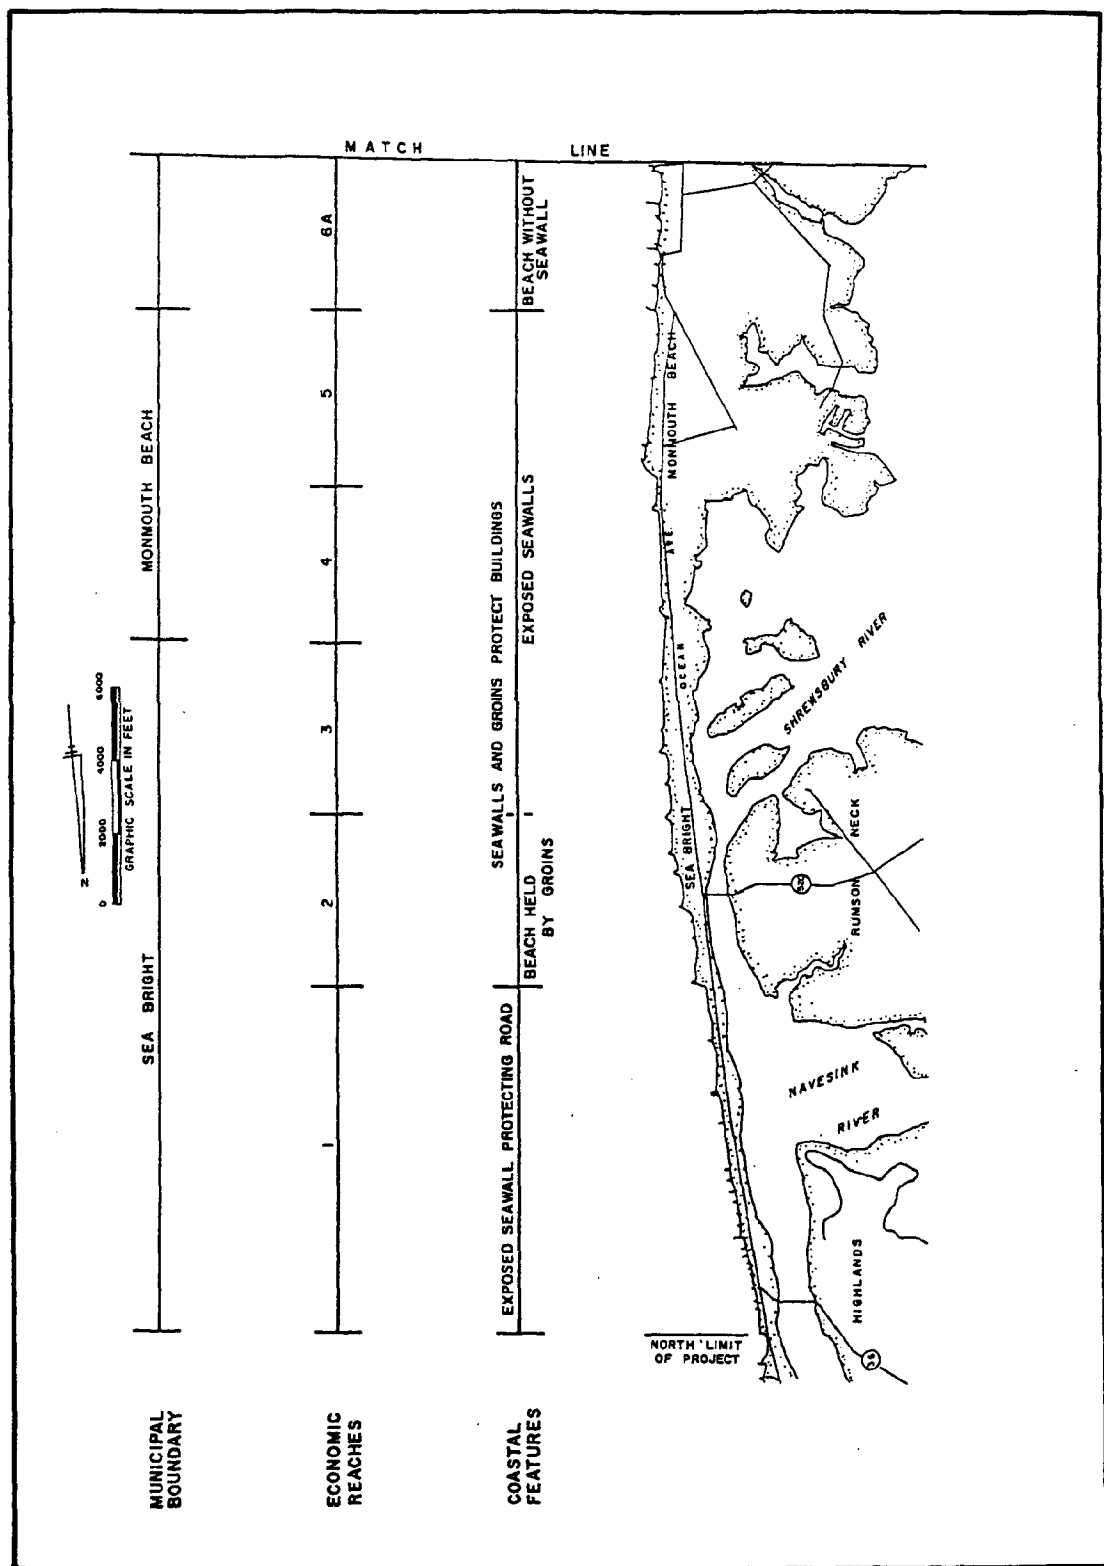 MATCH LINE
MUNICIPAL
BOUNDARY
SEA BRIGHT
MONMOUTH BEACH
N
0 2000 4000 6000
GRAPHIC SCALE IN FEET
ECONOMIC
REACHES
1 2 3 4 5 6A
COASTAL
FEATURES
EXPOSED SEAWALL PROTECTING ROAD
SEAWALLS AND GROINS PROTECT BUILDINGS
BEACH HELD
BY GROINS
EXPOSED SEAWALLS
BEACH WITHOUT
SEAWALL
NORTH LIMIT
OF PROJECT
SEA BRIGHT
OCEAN AVE
MONMOUTH BEACH
SHREWSBURY RIVER
RUMSON NECK
NAVESINK
RIVER
HIGHLANDS
36